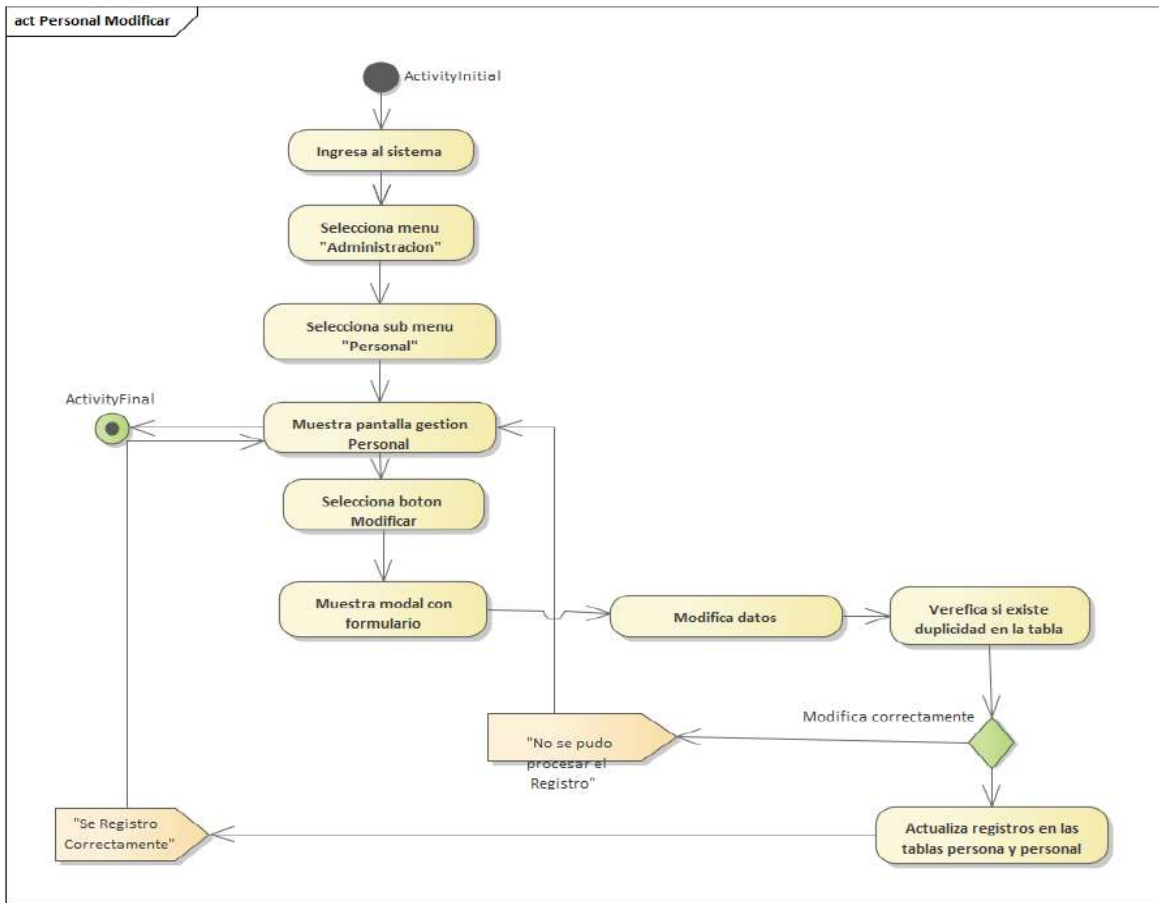 act Personal Modificar
ActivityInitial
Ingresa al sistema
Selecciona menu
"Administracion"
Selecciona sub menu
"Personal"
ActivityFinal
Muestra pantalla gestion
Personal
Selecciona boton
Modificar
Muestra modal con
formulario
Modifica datos
Verefica si existe
duplicidad en la tabla
Modifica correctamente
"No se pudo
procesar el
Registro"
"Se Registro
Correctamente"
Actualiza registros en las
tablas persona y personal